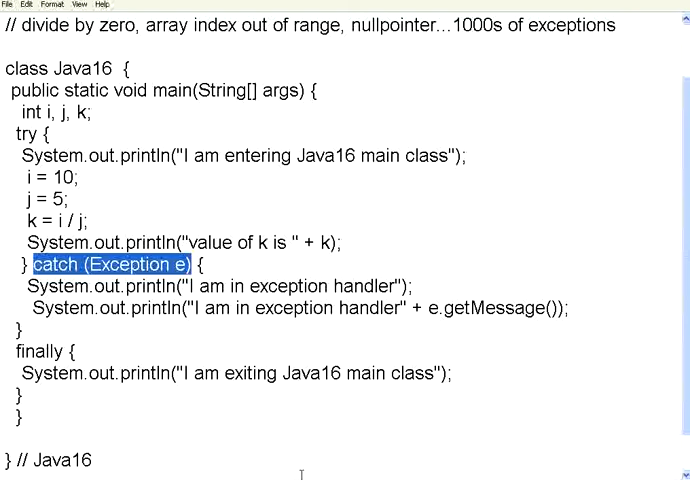 File Edit Format View Help
// divide by zero, array index out of range, nullpointer...1000s of exceptions
class Java16 {
public static void main(String[] args) {
int i, j, k;
try {
System.out.println("I am entering Java16 main class");
i = 10;
j = 5;
k = i / j;
System.out.println("value of k is " + k);
} catch (Exception e) {
System.out.println("I am in exception handler");
System.out.println("I am in exception handler" + e.getMessage());
}
finally {
System.out.println("I am exiting Java16 main class");
}
}
} // Java16